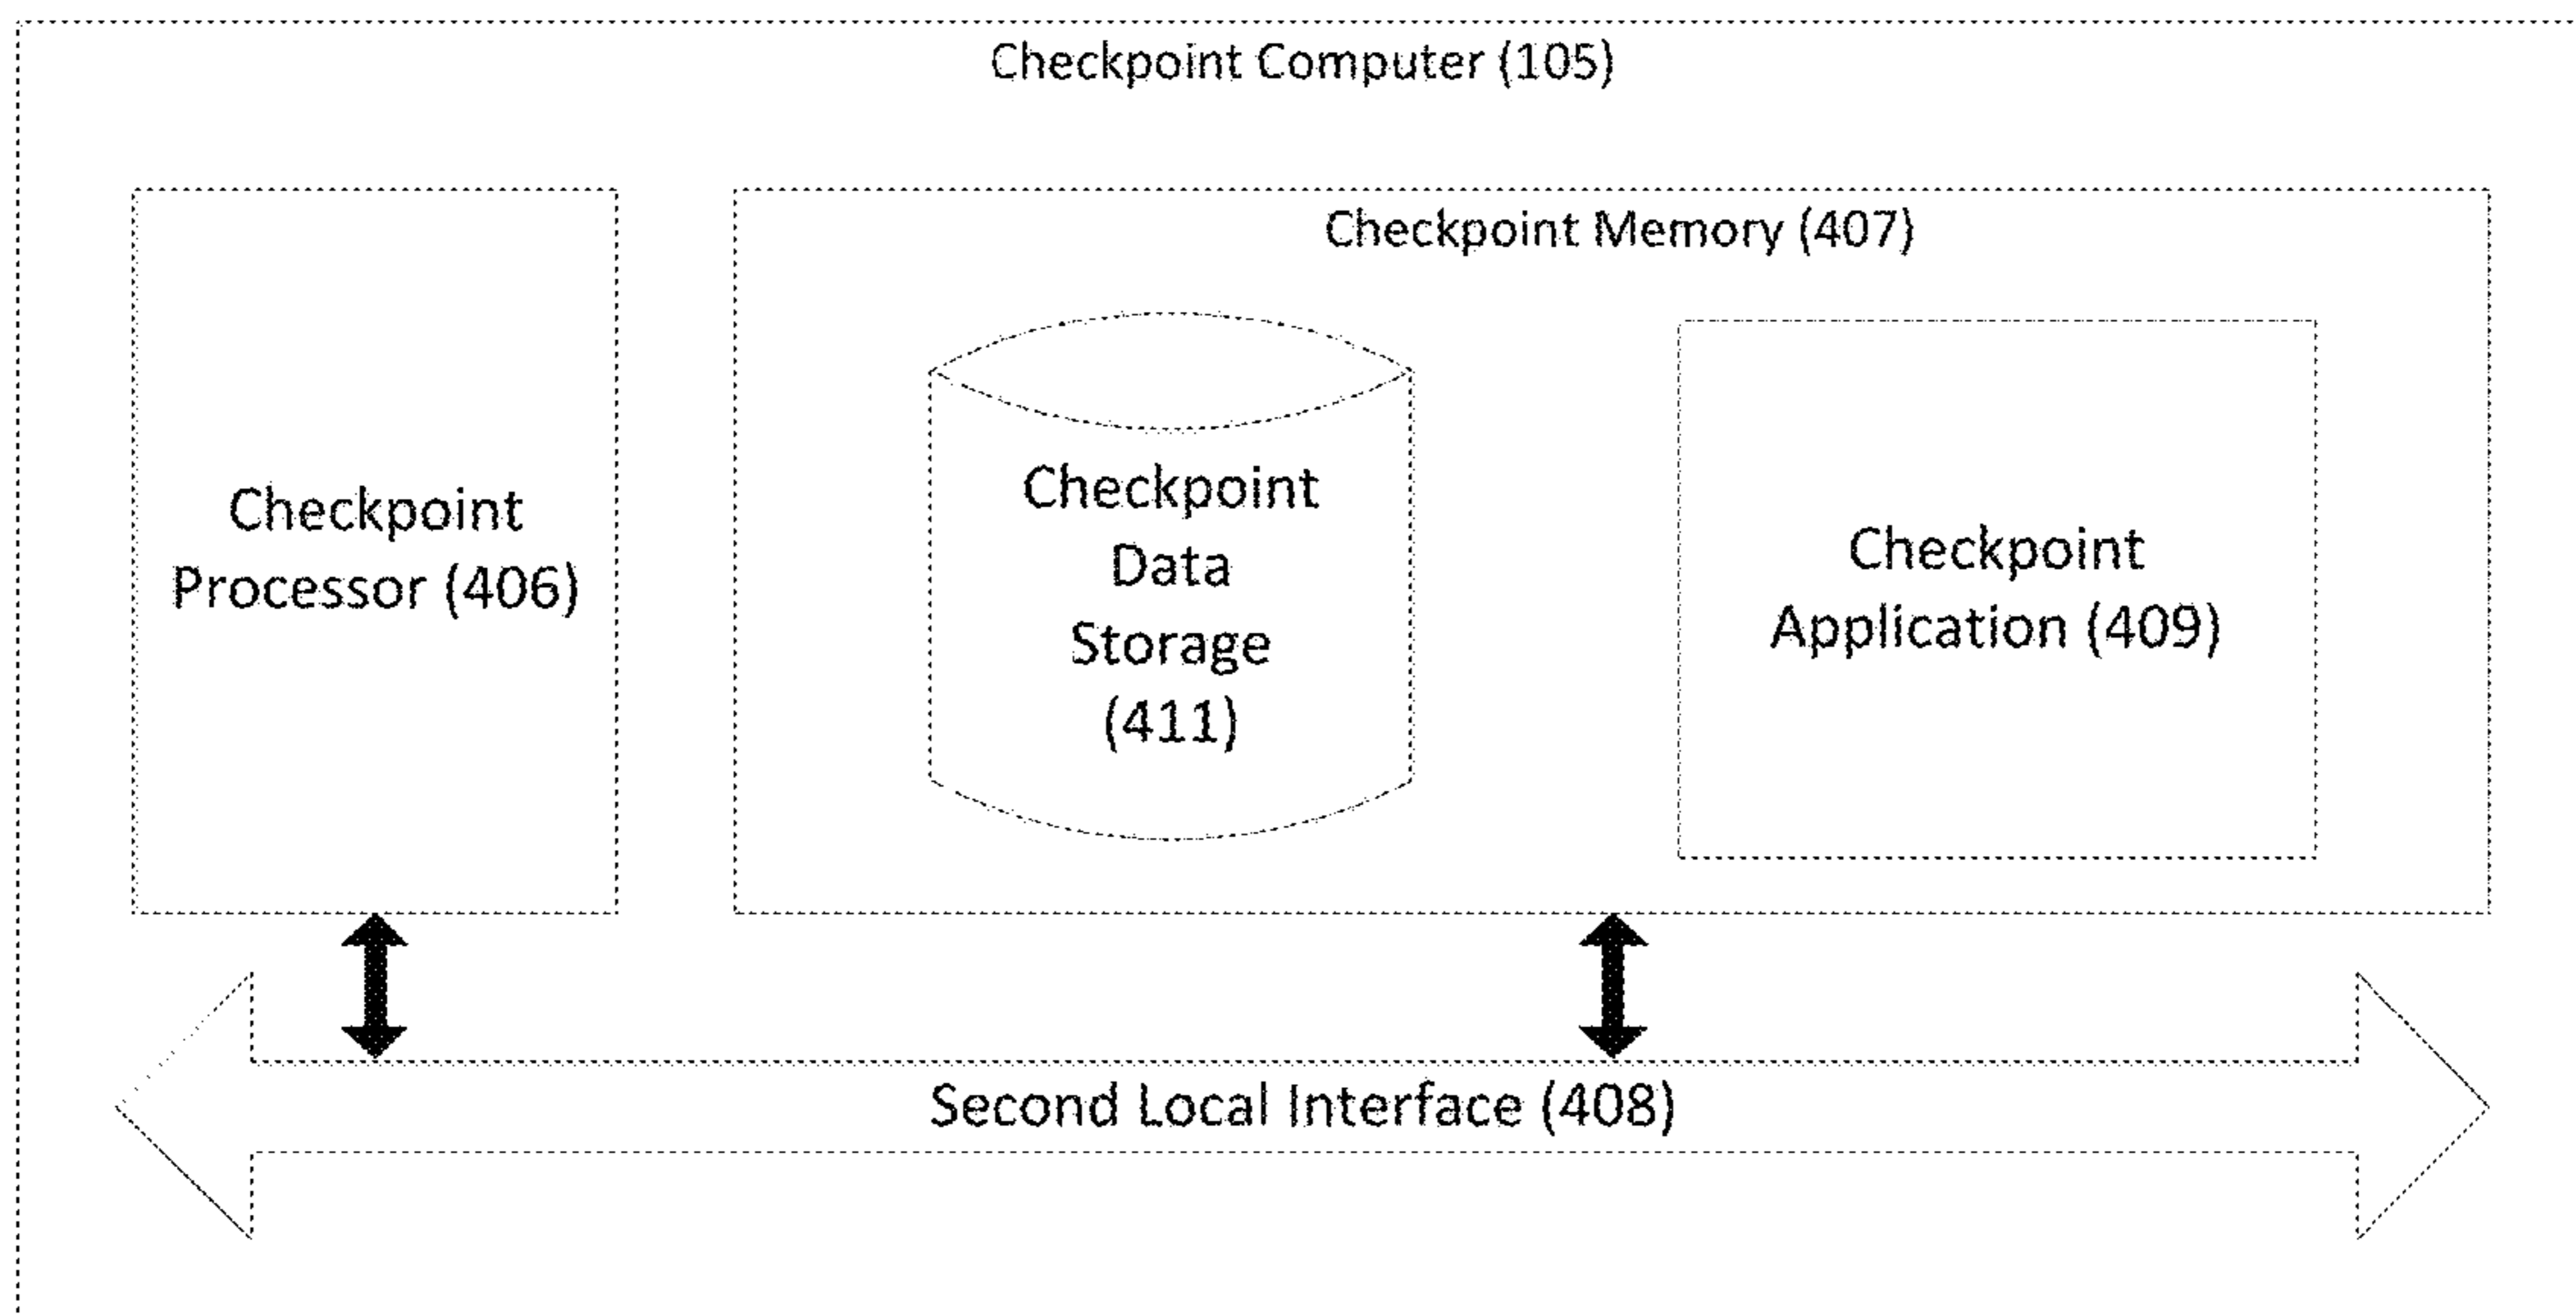 Checkpoint Computer (105)
Checkpoint Memory (407)
Checkpoint
Processor (406)
Checkpoint
Data
Storage
(411)
Checkpoint
Application (409)
Second Local Interface (408)